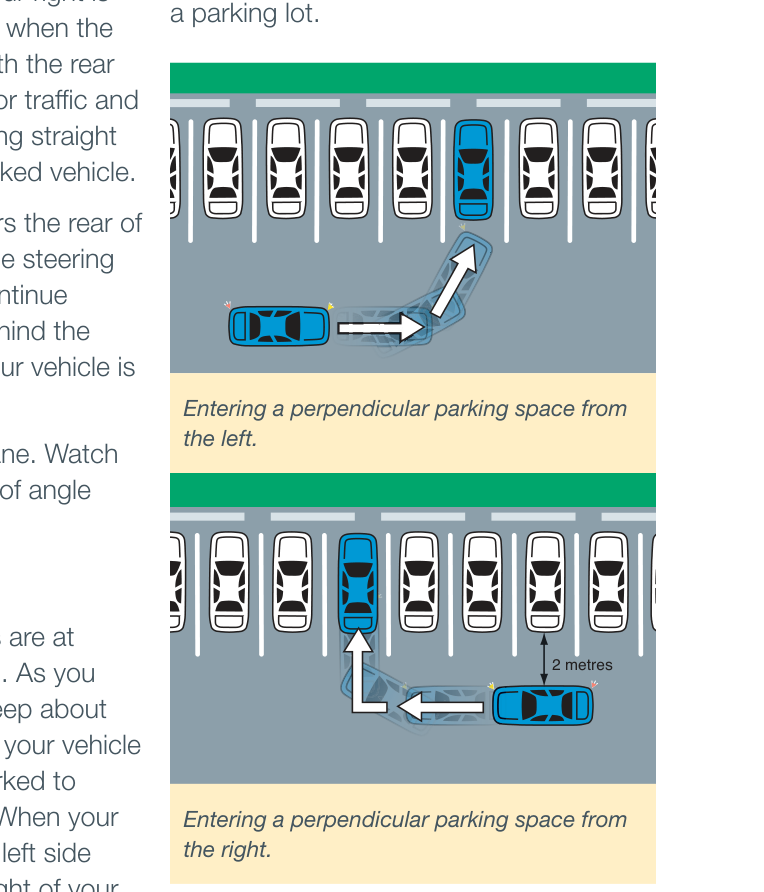 when the
th the rear
or traffic and
ng straight
ked vehicle.
rs the rear of
e steering
ntinue
hind the
ur vehicle is
ne. Watch
of angle
are at
. As you
eep about
your vehicle
rked to
When your
left side
ght of your
a parking lot.
Entering a perpendicular parking space from
the left.
2 metres
Entering a perpendicular parking space from
the right.